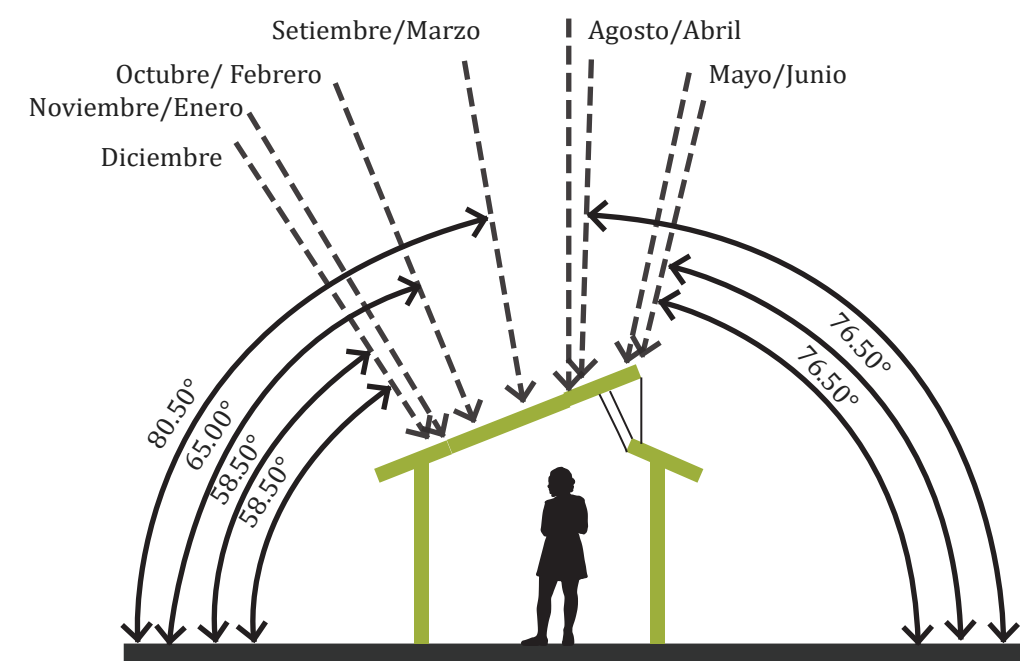 Setiembre/Marzo
Agosto/Abril
Octubre/ Febrero
Mayo/Junio
Noviembre/Enero
Diciembre
80.50°
65.00°
58.50°
58.50°
76.50°
76.50°